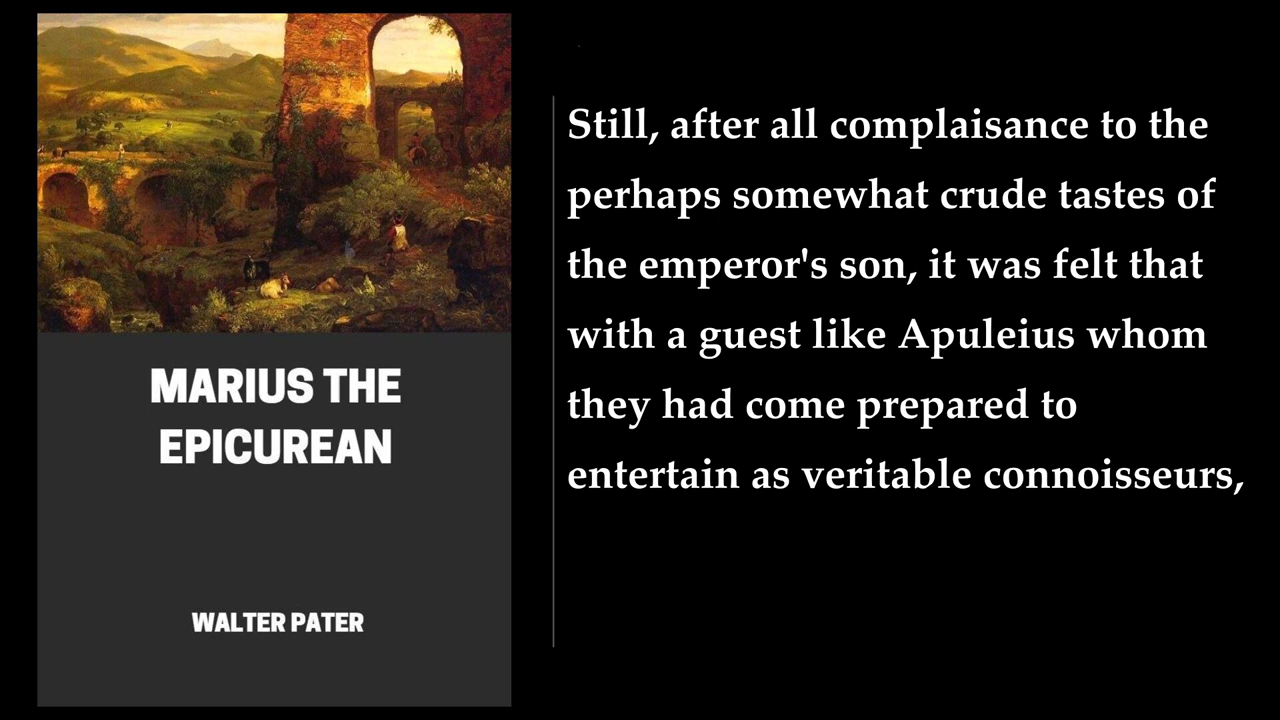 MARIUS THE
EPICUREAN
WALTER PATER
Still, after all complaisance to the
perhaps somewhat crude tastes of
the emperor's son, it was felt that
with a guest like Apuleius whom
they had come prepared to
entertain as veritable connoisseurs,